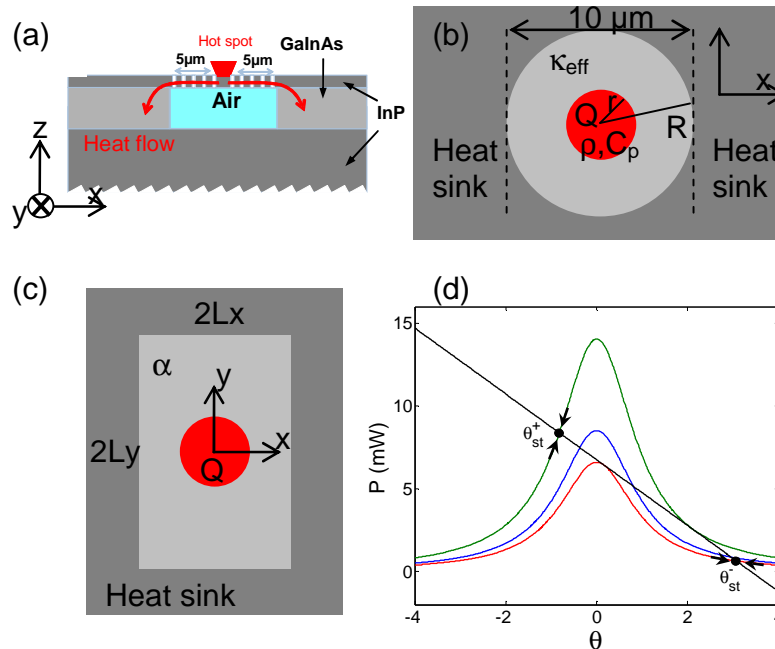 (a)
Hot spot
GaInAs
5µm
5µm
Air
InP
Heat flow
z
y
x
(b)
10 µm
κeff
x
Q
r
ρ,Cp
R
Heat
sink
Heat
sink
(c)
2Lx
α
y
x
2Ly
Q
Heat sink
(d)
15
10
5
0
P (mW)
θst+
θst-
-4
-2
0
2
4
θ